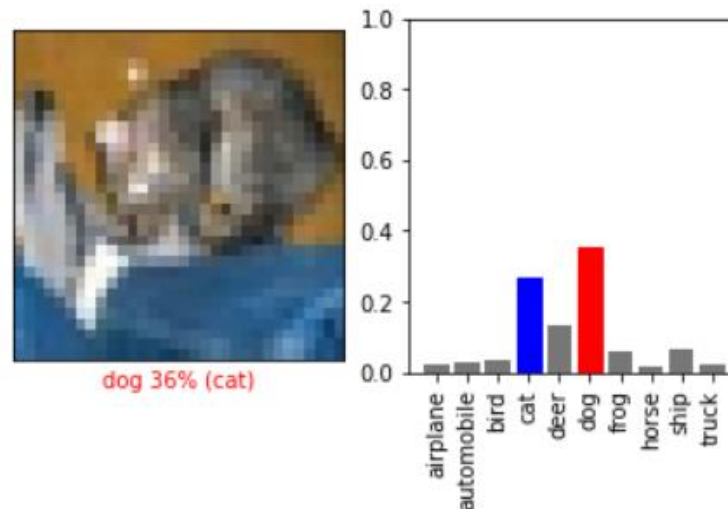 dog 36% (cat)
1.0
0.8
0.6
0.4
0.2
0.0
airplane
automobile
bird
cat
deer
dog
frog
horse
ship
truck